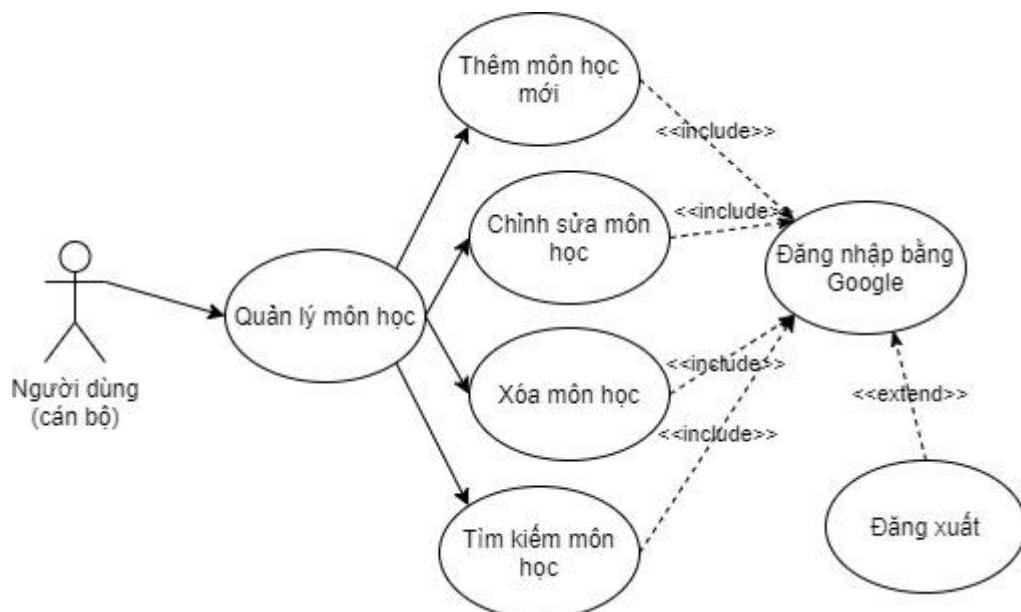 Thêm môn học
mới
<<include>>
Chỉnh sửa môn
học
<<include>>
Đăng nhập bằng
Google
Quản lý môn học
Người dùng
(cán bộ)
Xóa môn học
<<include>>
<<extend>>
<<include>>
Tìm kiếm môn
học
Đăng xuất